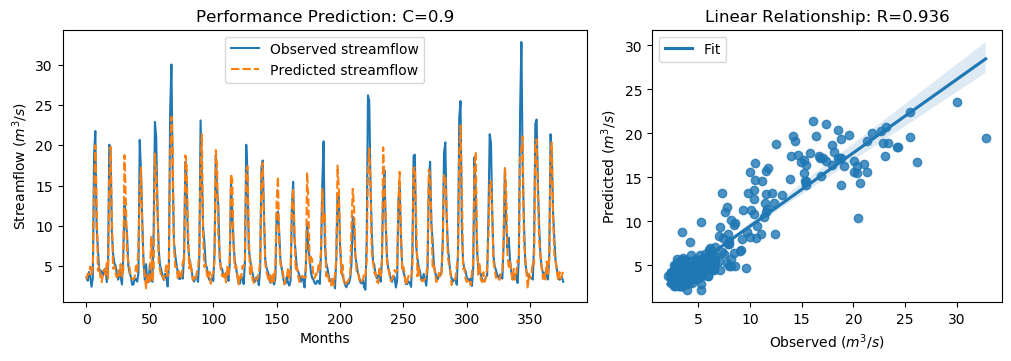 Performance Prediction: C=0.9
Observed streamflow
Predicted streamflow
Streamflow (m³/s)
30
25
20
15
10
5
0
50
100
150
200
250
300
350
Months
Linear Relationship: R=0.936
Fit
Predicted (m³/s)
30
25
20
15
10
5
5
10
15
20
25
30
Observed (m³/s)